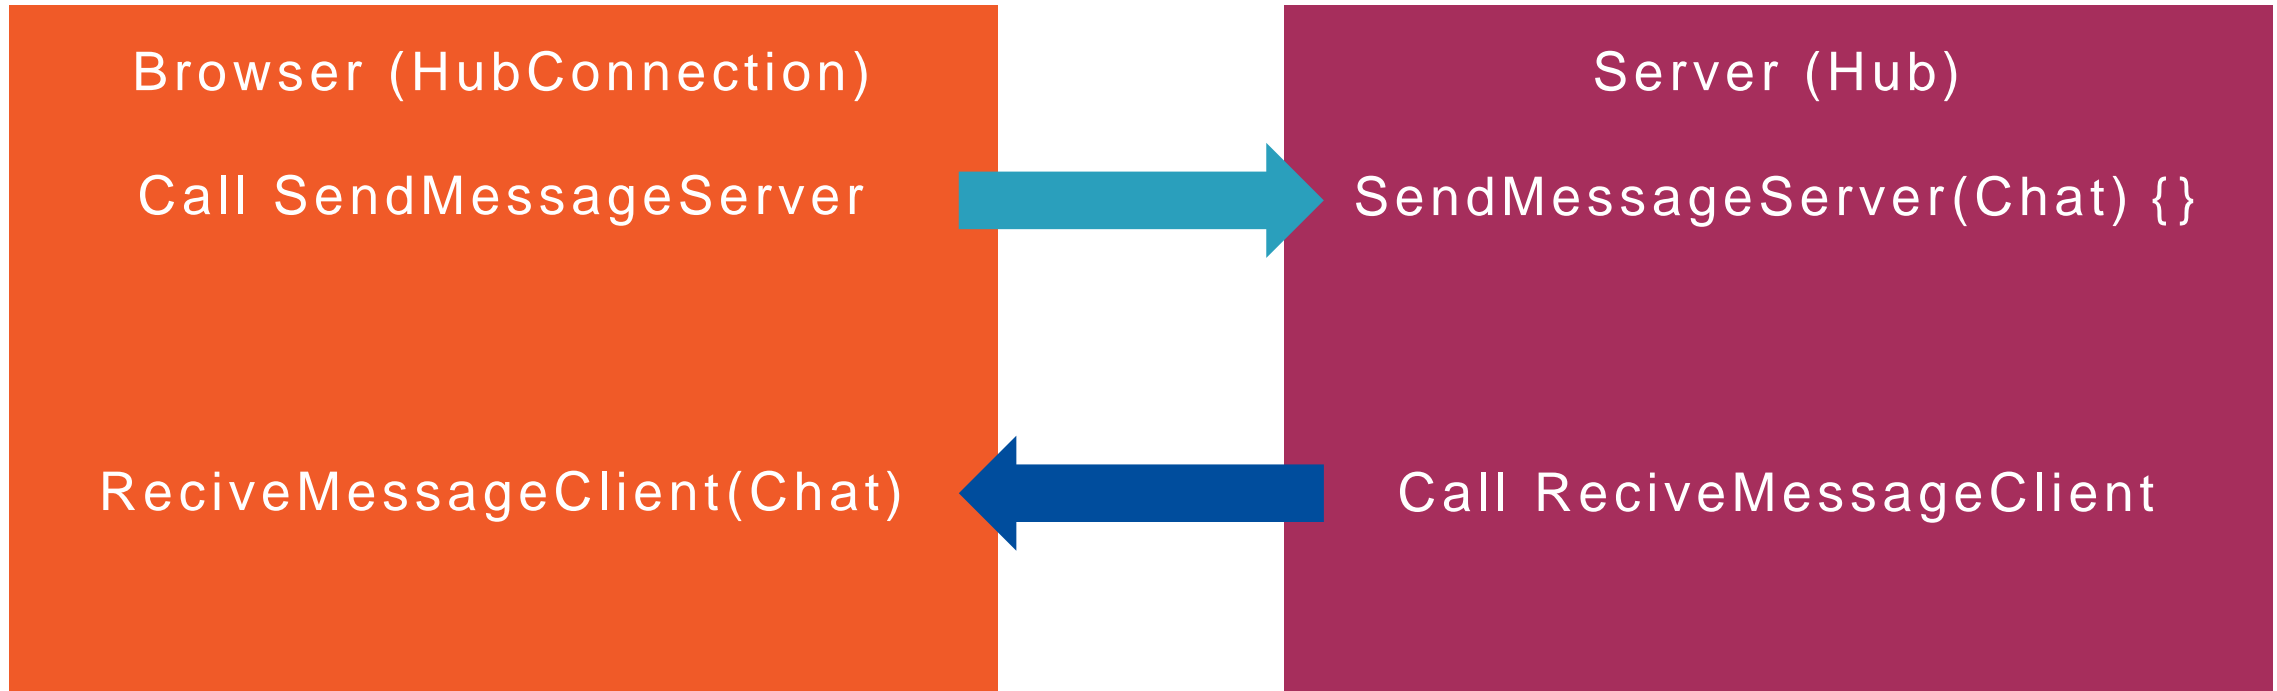 Browser (HubConnection)
Call SendMessageServer
ReciveMessageClient(Chat)
Server (Hub)
SendMessageServer(Chat) {}
Call ReciveMessageClient